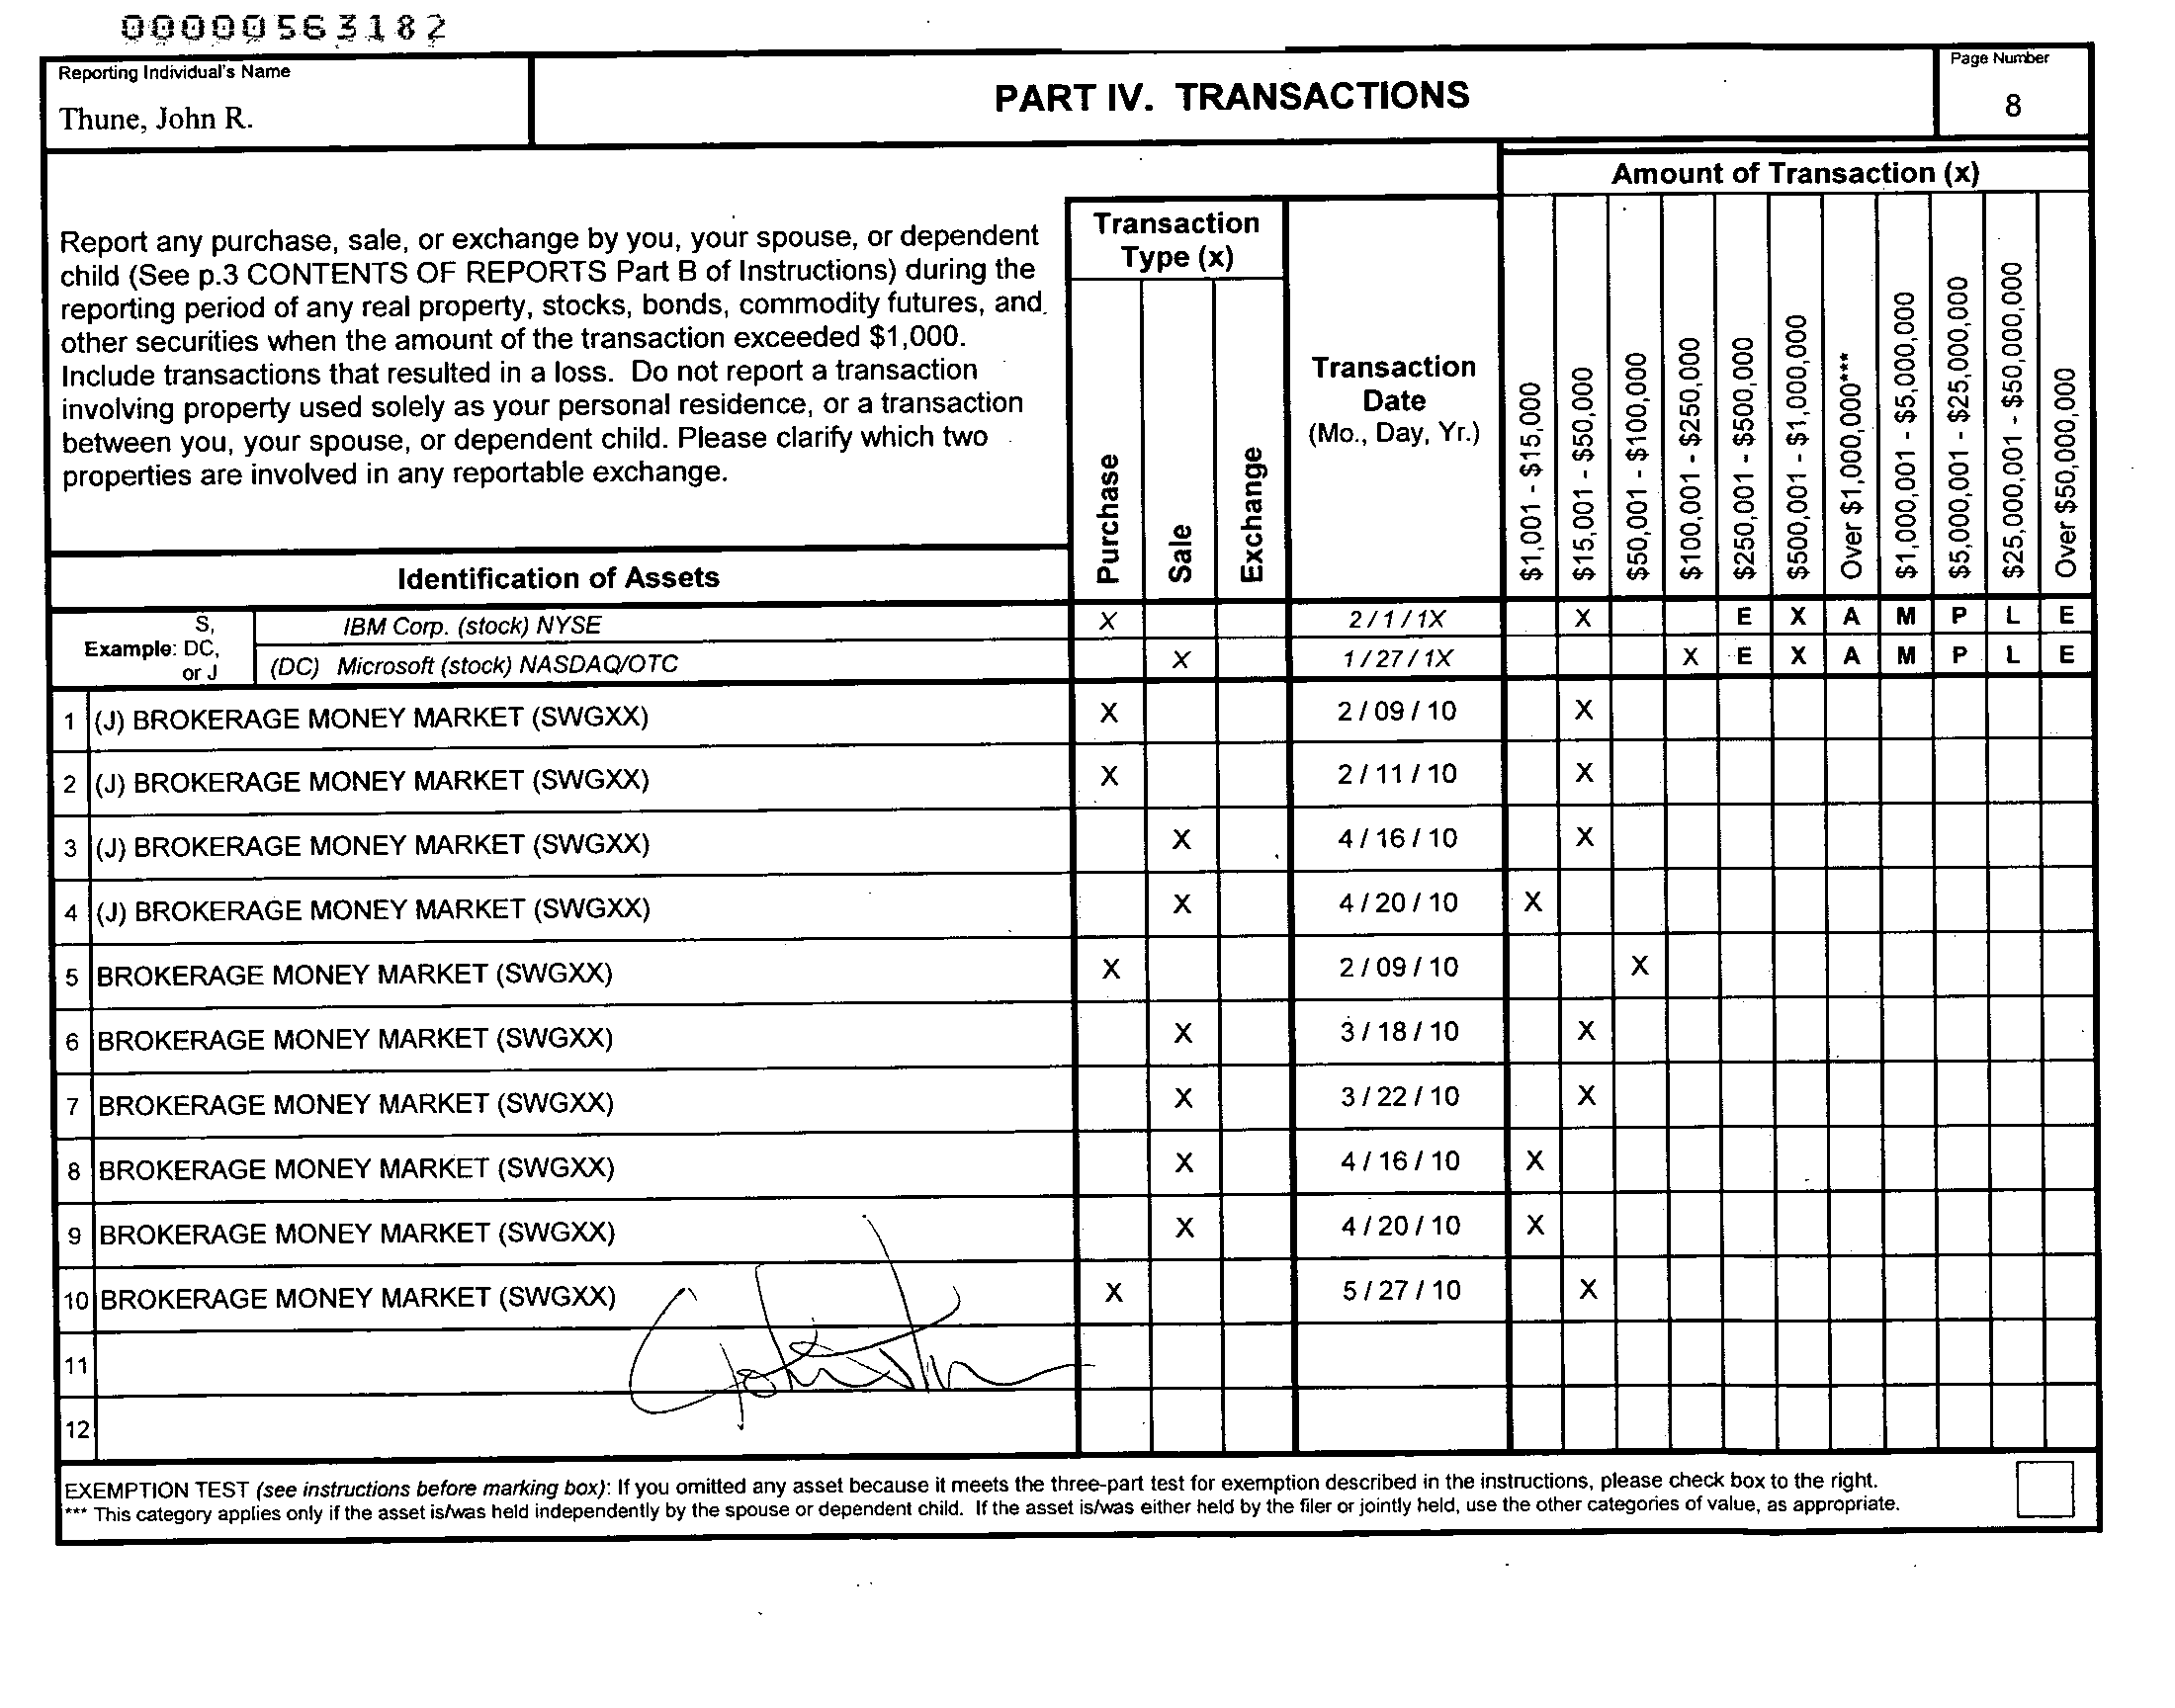 00000563182
Reporting Individual's Name
Thune, John R.
PART IV. TRANSACTIONS
Page Number
8
Report any purchase, sale, or exchange by you, your spouse, or dependent
child (See p.3 CONTENTS OF REPORTS Part B of Instructions) during the
reporting period of any real property, stocks, bonds, commodity futures, and
other securities when the amount of the transaction exceeded $1,000.
Include transactions that resulted in a loss. Do not report a transaction
involving property used solely as your personal residence, or a transaction
between you, your spouse, or dependent child. Please clarify which two
properties are involved in any reportable exchange.
Identification of Assets
Transaction
Type (x)
Purchase
Sale
Exchange
Transaction
Date
(Mo., Day, Yr.)
Amount of Transaction (x)
$1,001 - $15,000
$15,001 - $50,000
$50,001 - $100,000
$100,001 - $250,000
$250,001 - $500,000
$500,001 - $1,000,000
Over $1,000,000***
$1,000,001 - $5,000,000
$5,000,001 - $25,000,000
$25,000,001 - $50,000,000
Over $50,000,000
Example: S, DC, or J
IBM Corp. (stock) NYSE X 2 / 1 / 1X X E X A M P L E
(DC) Microsoft (stock) NASDAQ/OTC X 1 / 27 / 1X X E X A M P L E
1 (J) BROKERAGE MONEY MARKET (SWGXX) X 2 / 09 / 10 X
2 (J) BROKERAGE MONEY MARKET (SWGXX) X 2 / 11 / 10 X
3 (J) BROKERAGE MONEY MARKET (SWGXX) X 4 / 16 / 10 X
4 (J) BROKERAGE MONEY MARKET (SWGXX) X 4 / 20 / 10 X
5 BROKERAGE MONEY MARKET (SWGXX) X 2 / 09 / 10 X
6 BROKERAGE MONEY MARKET (SWGXX) X 3 / 18 / 10 X
7 BROKERAGE MONEY MARKET (SWGXX) X 3 / 22 / 10 X
8 BROKERAGE MONEY MARKET (SWGXX) X 4 / 16 / 10 X
9 BROKERAGE MONEY MARKET (SWGXX) X 4 / 20 / 10 X
10 BROKERAGE MONEY MARKET (SWGXX) X 5 / 27 / 10 X
11
12
EXEMPTION TEST (see instructions before marking box): If you omitted any asset because it meets the three-part test for exemption described in the instructions, please check box to the right.
*** This category applies only if the asset is/was held independently by the spouse or dependent child. If the asset is/was either held by the filer or jointly held, use the other categories of value, as appropriate.